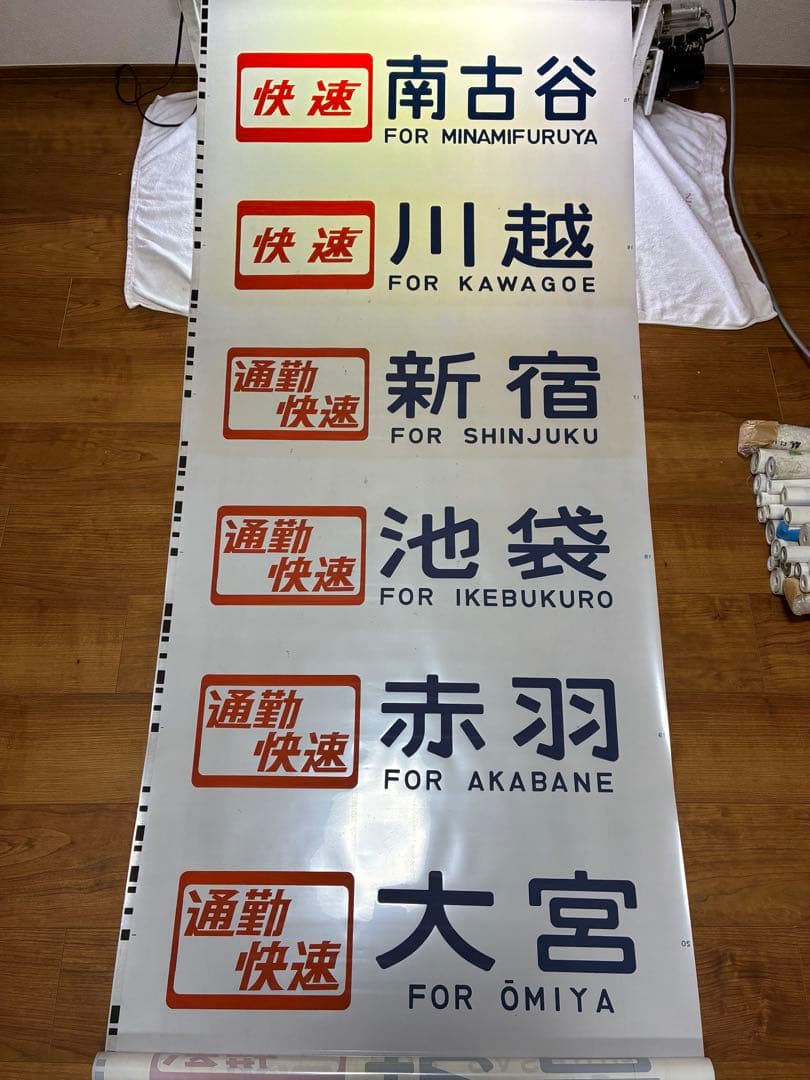 快速 南古谷
FOR MINAMIFURUYA
快速 川越
FOR KAWAGOE
通勤快速 新宿
FOR SHINJUKU
通勤快速 池袋
FOR IKEBUKURO
通勤快速 赤羽
FOR AKABANE
通勤快速 大宮
FOR ŌMIYA
20